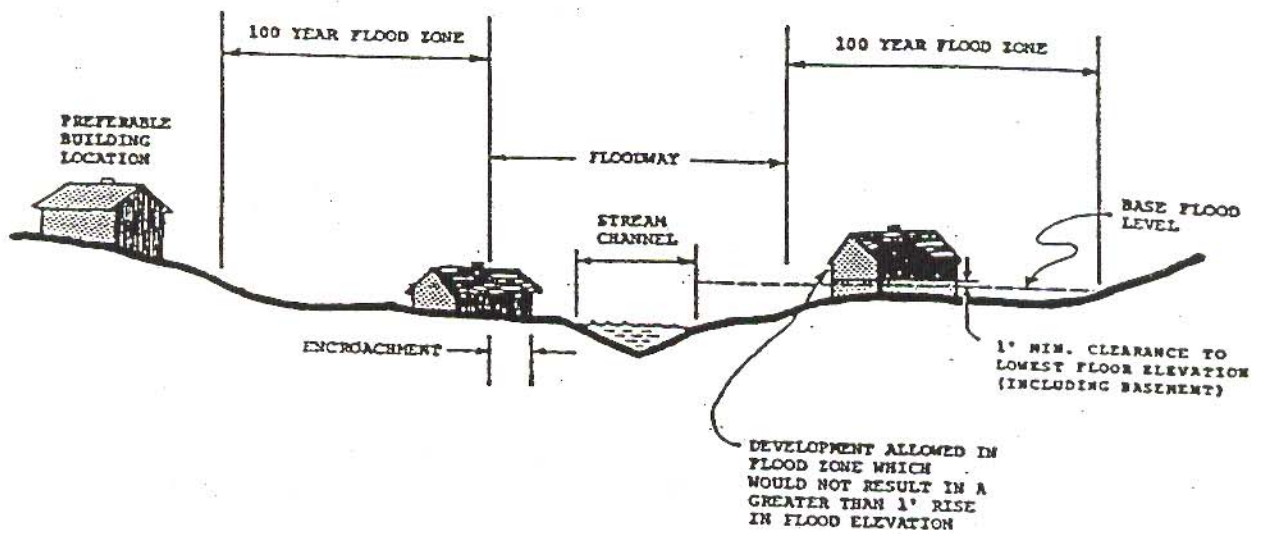 100 YEAR FLOOD ZONE
100 YEAR FLOOD ZONE
PREFERABLE
BUILDING
LOCATION
FLOODWAY
STREAM
CHANNEL
BASE FLOOD
LEVEL
ENCROACHMENT
1' MIN. CLEARANCE TO
LOWEST FLOOR ELEVATION
(INCLUDING BASEMENT)
DEVELOPMENT ALLOWED IN
FLOOD ZONE WHICH
WOULD NOT RESULT IN A
GREATER THAN 1' RISE
IN FLOOD ELEVATION